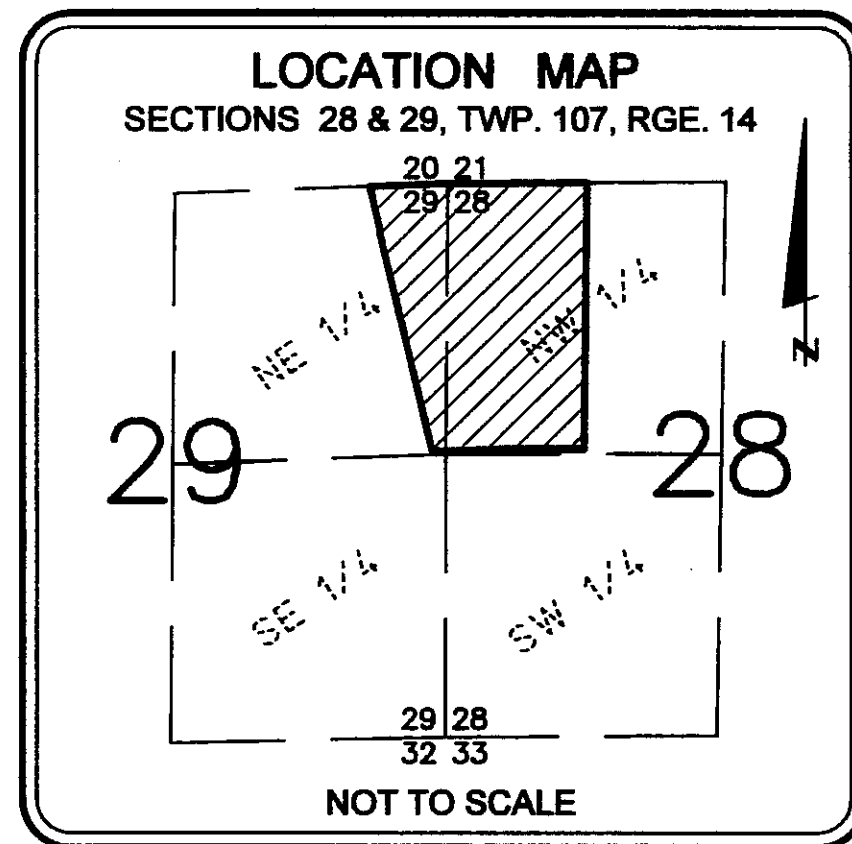 LOCATION MAP
SECTIONS 28 & 29, TWP. 107, RGE. 14
20 21
29 28
NE 1/4
NW 1/4
N
29
28
SE 1/4
SW 1/4
29 28
32 33
NOT TO SCALE